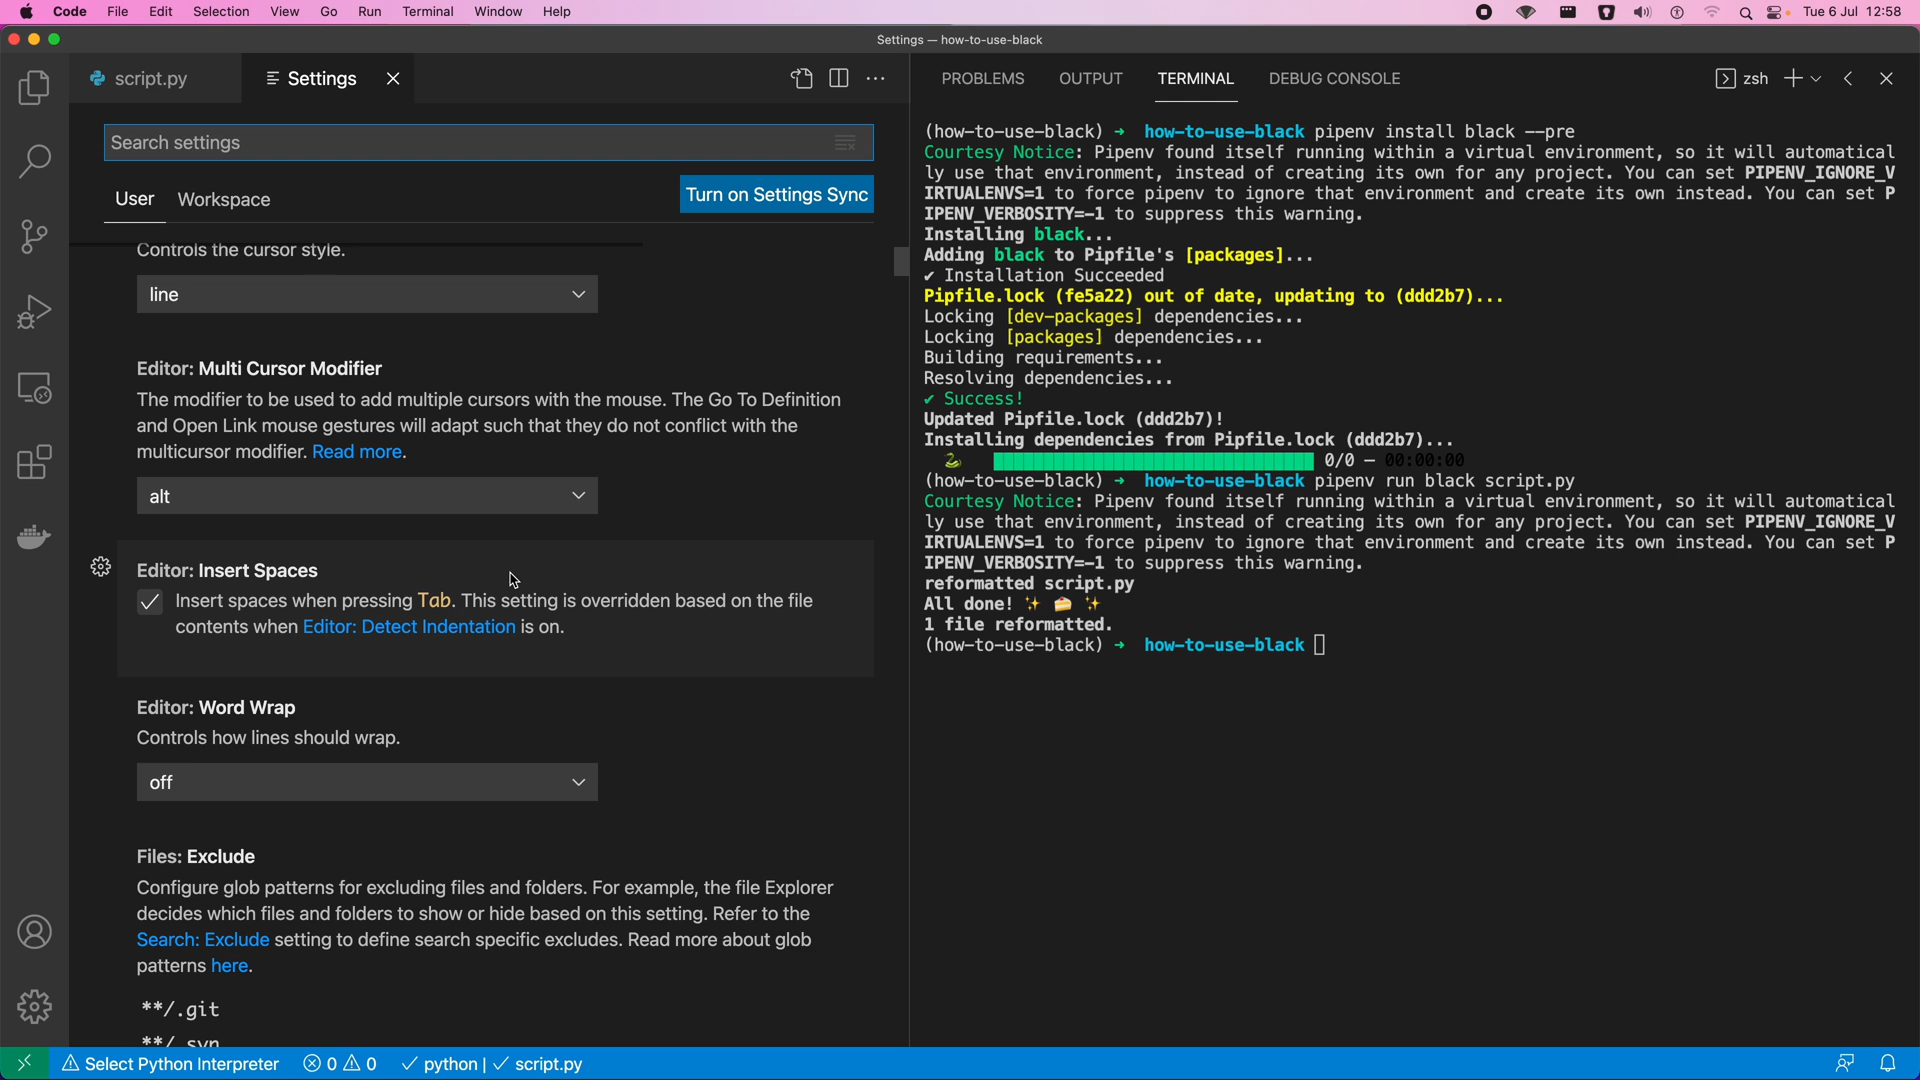 Code File Edit Selection View Go Run Terminal Window Help Tue 6 Jul 12:58
Settings — how-to-use-black
script.py Settings
Search settings
User Workspace Turn on Settings Sync
Controls the cursor style.
line
Editor: Multi Cursor Modifier
The modifier to be used to add multiple cursors with the mouse. The Go To Definition
and Open Link mouse gestures will adapt such that they do not conflict with the
multicursor modifier. Read more.
alt
Editor: Insert Spaces
Insert spaces when pressing Tab. This setting is overridden based on the file
contents when Editor: Detect Indentation is on.
Editor: Word Wrap
Controls how lines should wrap.
off
Files: Exclude
Configure glob patterns for excluding files and folders. For example, the file Explorer
decides which files and folders to show or hide based on this setting. Refer to the
Search: Exclude setting to define search specific excludes. Read more about glob
patterns here.
**/.git
**/.svn
PROBLEMS OUTPUT TERMINAL DEBUG CONSOLE zsh
(how-to-use-black) → how-to-use-black pipenv install black --pre
Courtesy Notice: Pipenv found itself running within a virtual environment, so it will automatical
ly use that environment, instead of creating its own for any project. You can set PIPENV_IGNORE_V
IRTUALENVS=1 to force pipenv to ignore that environment and create its own instead. You can set P
IPENV_VERBOSITY=-1 to suppress this warning.
Installing black...
Adding black to Pipfile's [packages]...
✔ Installation Succeeded
Pipfile.lock (fe5a22) out of date, updating to (ddd2b7)...
Locking [dev-packages] dependencies...
Locking [packages] dependencies...
Building requirements...
Resolving dependencies...
✔ Success!
Updated Pipfile.lock (ddd2b7)!
Installing dependencies from Pipfile.lock (ddd2b7)...
🐍 0/0 — 00:00:00
(how-to-use-black) → how-to-use-black pipenv run black script.py
Courtesy Notice: Pipenv found itself running within a virtual environment, so it will automatical
ly use that environment, instead of creating its own for any project. You can set PIPENV_IGNORE_V
IRTUALENVS=1 to force pipenv to ignore that environment and create its own instead. You can set P
IPENV_VERBOSITY=-1 to suppress this warning.
reformatted script.py
All done! ✨ 🍰 ✨
1 file reformatted.
(how-to-use-black) → how-to-use-black
Select Python Interpreter 0 0 python | script.py